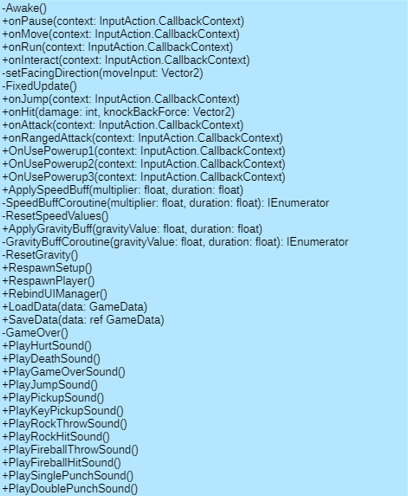 -Awake()
+onPause(context: InputAction.CallbackContext)
+onMove(context: InputAction.CallbackContext)
+onRun(context: InputAction.CallbackContext)
+onInteract(context: InputAction.CallbackContext)
-setFacingDirection(moveInput: Vector2)
-FixedUpdate()
+onJump(context: InputAction.CallbackContext)
+onHit(damage: int, knockBackForce: Vector2)
+onAttack(context: InputAction.CallbackContext)
+onRangedAttack(context: InputAction.CallbackContext)
+OnUsePowerup1(context: InputAction.CallbackContext)
+OnUsePowerup2(context: InputAction.CallbackContext)
+OnUsePowerup3(context: InputAction.CallbackContext)
+ApplySpeedBuff(multiplier: float, duration: float)
-SpeedBuffCoroutine(multiplier: float, duration: float): IEnumerator
-ResetSpeedValues()
+ApplyGravityBuff(gravityValue: float, duration: float)
-GravityBuffCoroutine(gravityValue: float, duration: float): IEnumerator
-ResetGravity()
+RespawnSetup()
+RespawnPlayer()
+RebindUIManager()
+LoadData(data: GameData)
+SaveData(data: ref GameData)
-GameOver()
+PlayHurtSound()
+PlayDeathSound()
+PlayGameOverSound()
+PlayJumpSound()
+PlayPickupSound()
+PlayKeyPickupSound()
+PlayRockThrowSound()
+PlayRockHitSound()
+PlayFireballThrowSound()
+PlayFireballHitSound()
+PlaySinglePunchSound()
+PlayDoublePunchSound()